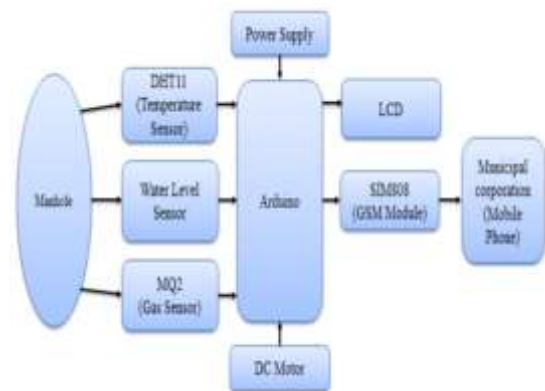 Power Supply
DHT11
(Temperature
Sensor)
LCD
Manhole
Water Level
Sensor
Arduino
SIM808
(GSM Module)
Municipal
corporation
(Mobile
Phone)
MQ2
(Gas Sensor)
DC Motor